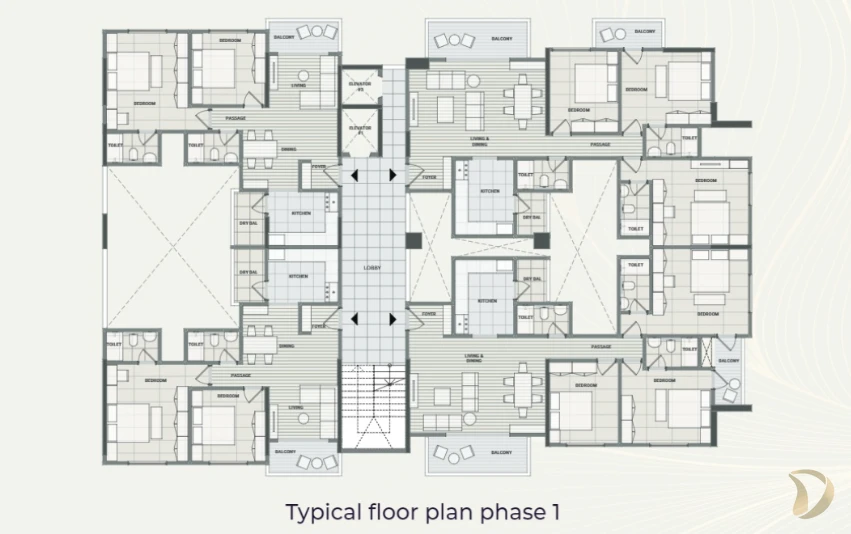 BALCONY
BALCONY
BALCONY
BEDROOM
BEDROOM
LIVING
ELEVATOR
BEDROOM
BEDROOM
BEDROOM
PASSAGE
ELEVATOR
LIVING &
DINING
PASSAGE
TOILET
TOILET
DINING
TOILET
FOYER
FOYER
TOILET
BEDROOM
KITCHEN
KITCHEN
DRY BAL
DRY BAL
TOILET
LOBBY
KITCHEN
DRY BAL
DRY BAL
TOILET
KITCHEN
BEDROOM
FOYER
FOYER
TOILET
TOILET
TOILET
DINING
PASSAGE
TOILET
LIVING &
DINING
BALCONY
PASSAGE
BEDROOM
BEDROOM
BEDROOM
BEDROOM
LIVING
BALCONY
BALCONY
Typical floor plan phase 1